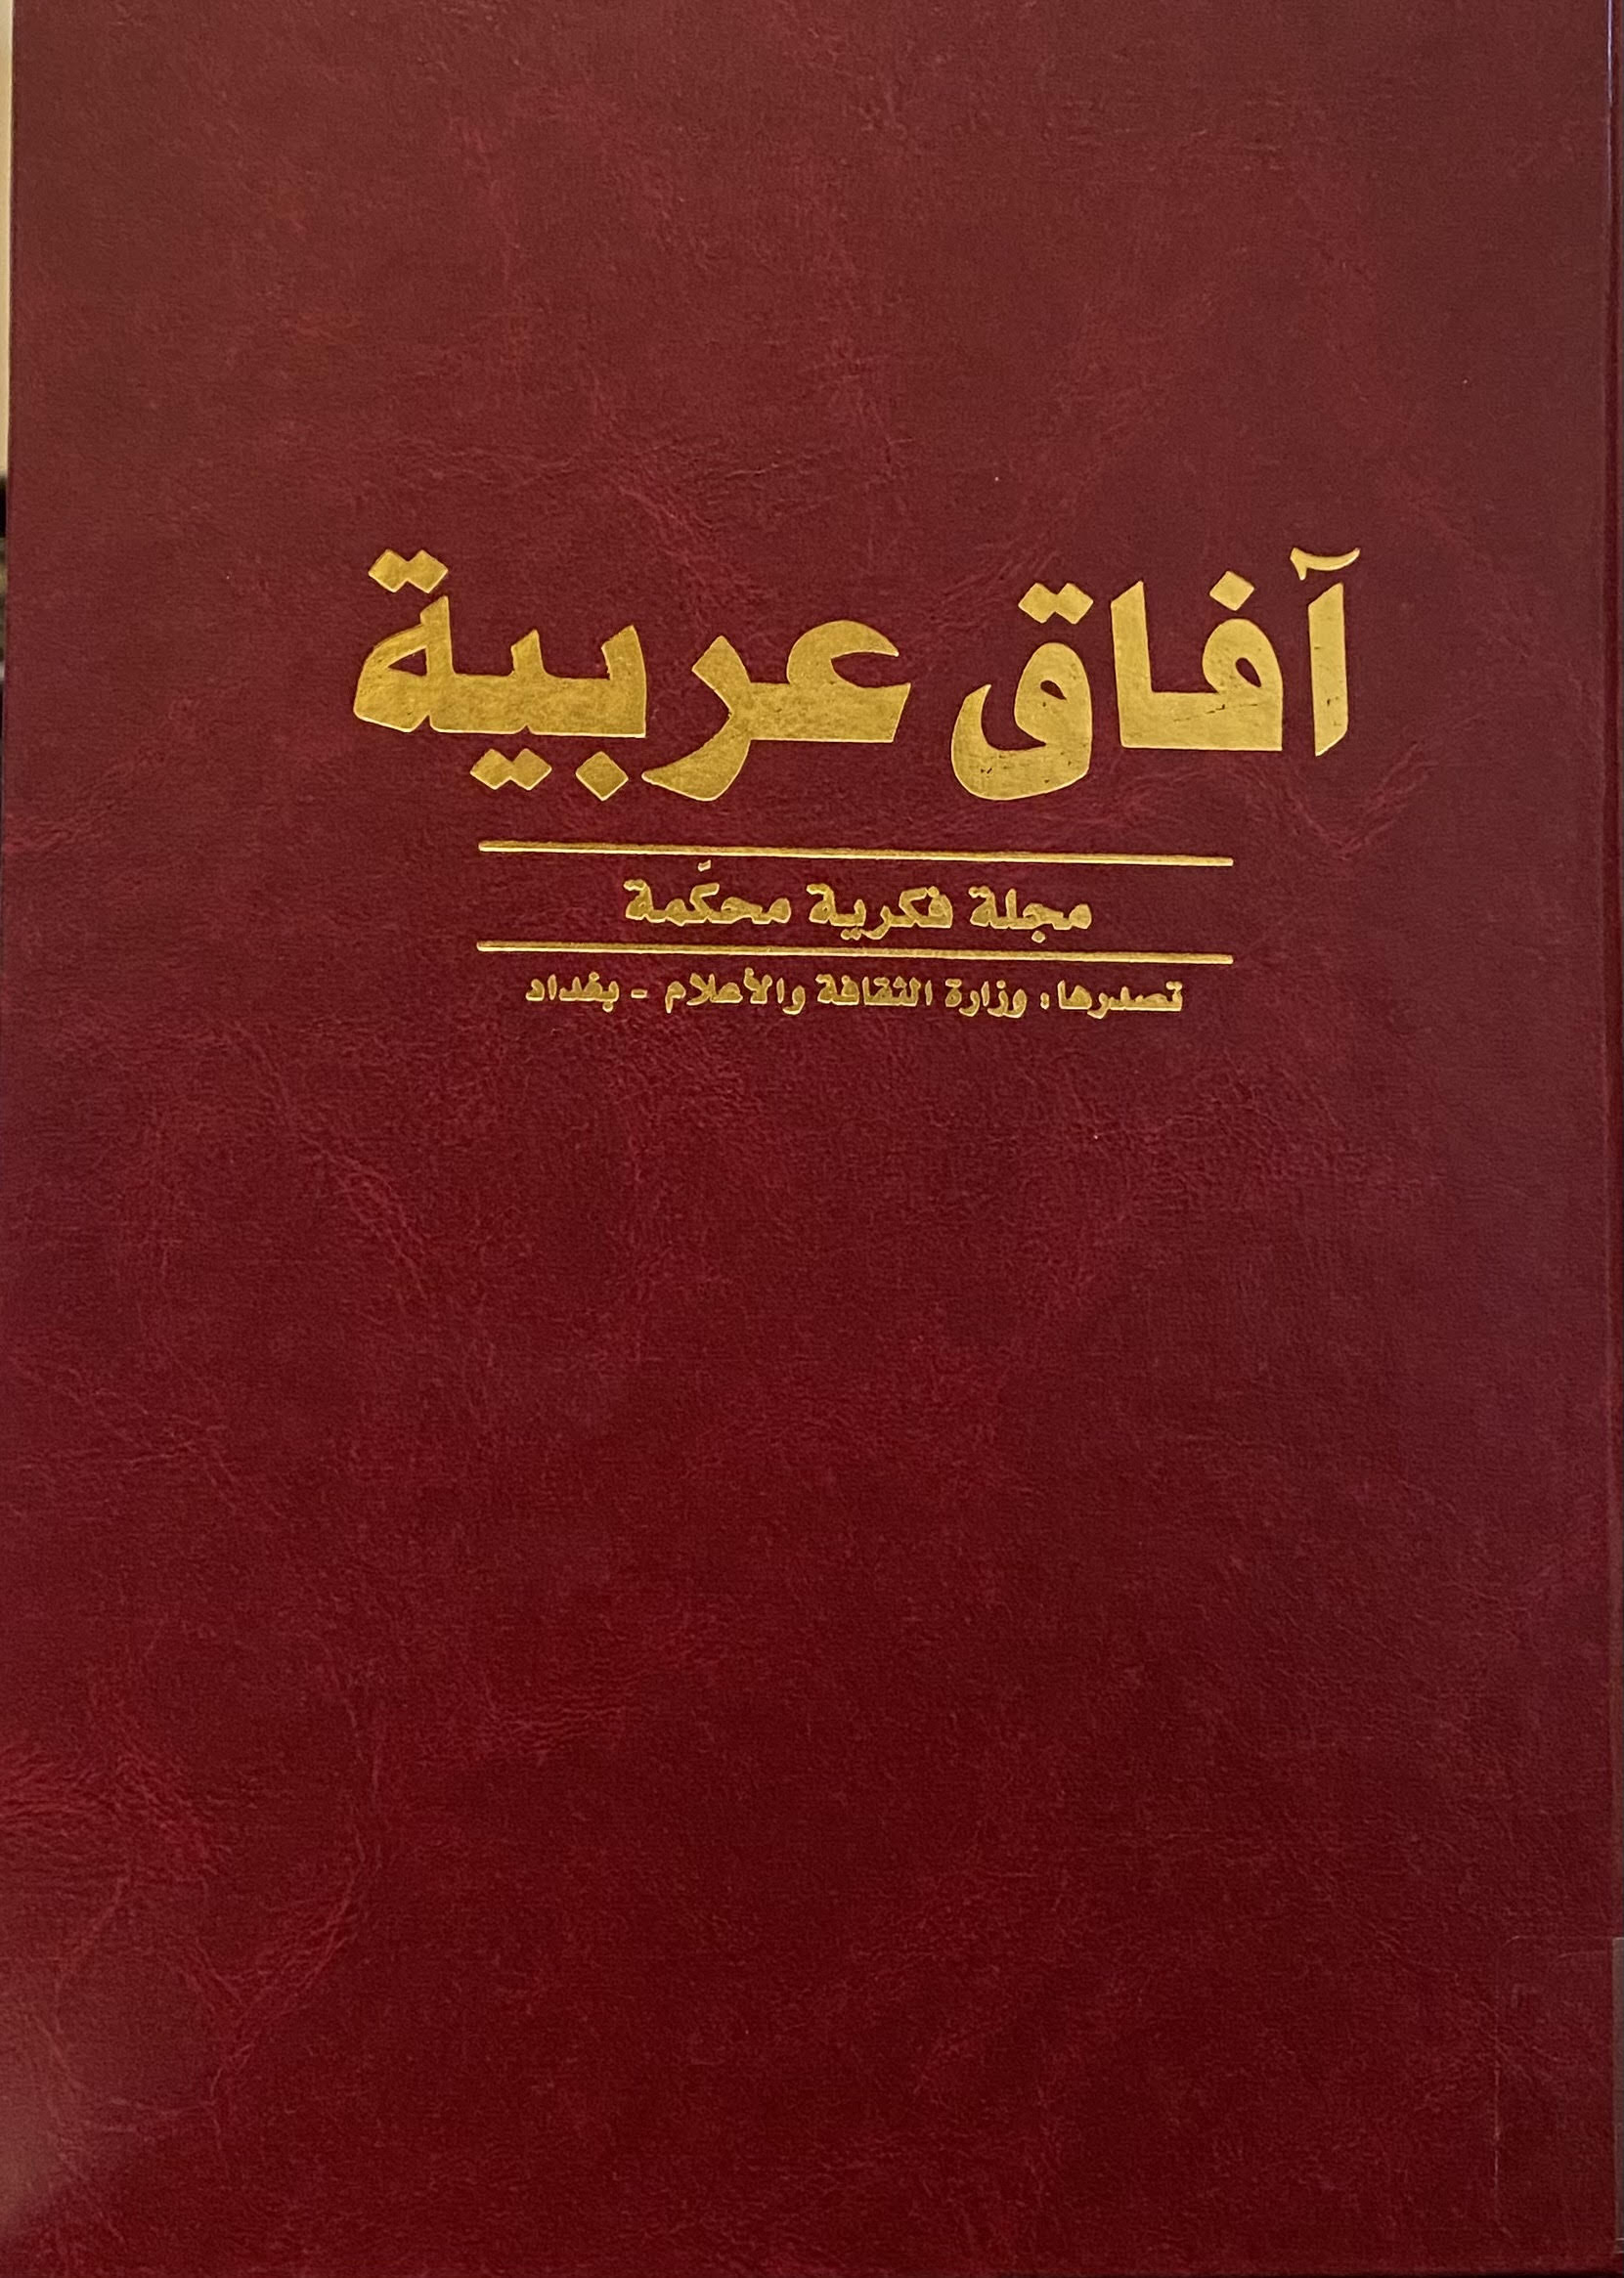 آفاق عربية
مجلة فكرية محكّمة
تصدرها : وزارة الثقافة والأعلام - بغداد